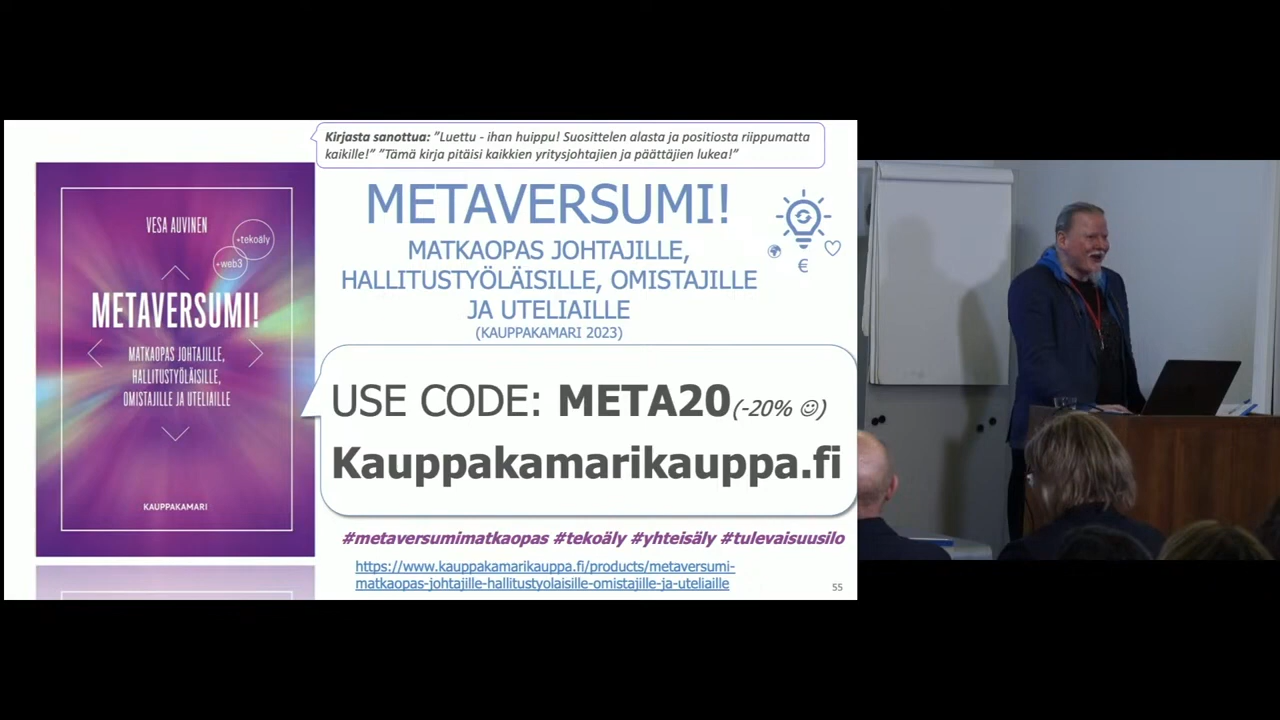 Kirjasta sanottua: ”Luettu - ihan huippu! Suosittelen alasta ja positiosta riippumatta
kaikille!” ”Tämä kirja pitäisi kaikkien yritysjohtajien ja päättäjien lukea!”
VESA AUVINEN
+tekoäly
+web3
METAVERSUMI!
MATKAOPAS JOHTAJILLE,
HALLITUSTYÖLÄISILLE,
OMISTAJILLE JA UTELIAILLE
KAUPPAKAMARI
METAVERSUMI!
MATKAOPAS JOHTAJILLE,
HALLITUSTYÖLÄISILLE, OMISTAJILLE
JA UTELIAILLE
(KAUPPAKAMARI 2023)
€
USE CODE: META20(-20% ☺)
Kauppakamarikauppa.fi
#metaversumimatkaopas #tekoäly #yhteisäly #tulevaisuusilo
https://www.kauppakamarikauppa.fi/products/metaversumi-
matkaopas-johtajille-hallitustyolaisille-omistajille-ja-uteliaille
55